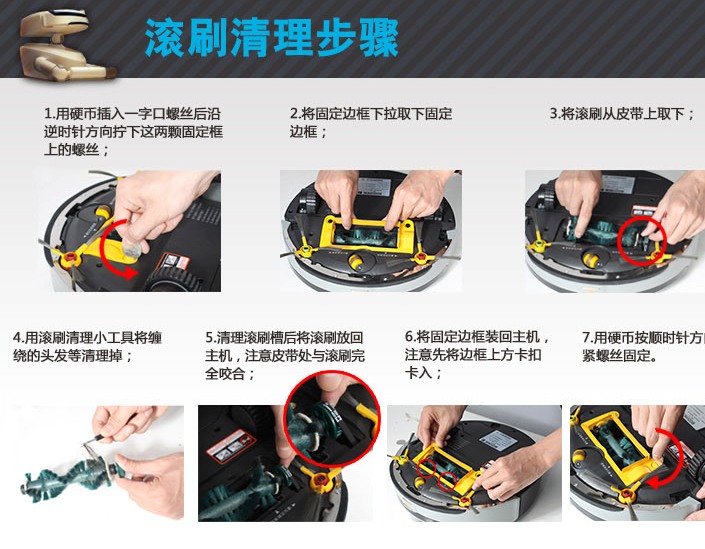 滚刷清理步骤
1.用硬币插入一字口螺丝后沿
逆时针方向拧下这两颗固定框
上的螺丝；
2.将固定边框下拉取下固定
边框；
3.将滚刷从皮带上取下；
4.用滚刷清理小工具将缠
绕的头发等清理掉；
5.清理滚刷槽后将滚刷放回
主机，注意皮带处与滚刷完
全咬合；
6.将固定边框装回主机，
注意先将边框上方卡扣
卡入；
7.用硬币按顺时针方向
紧螺丝固定。